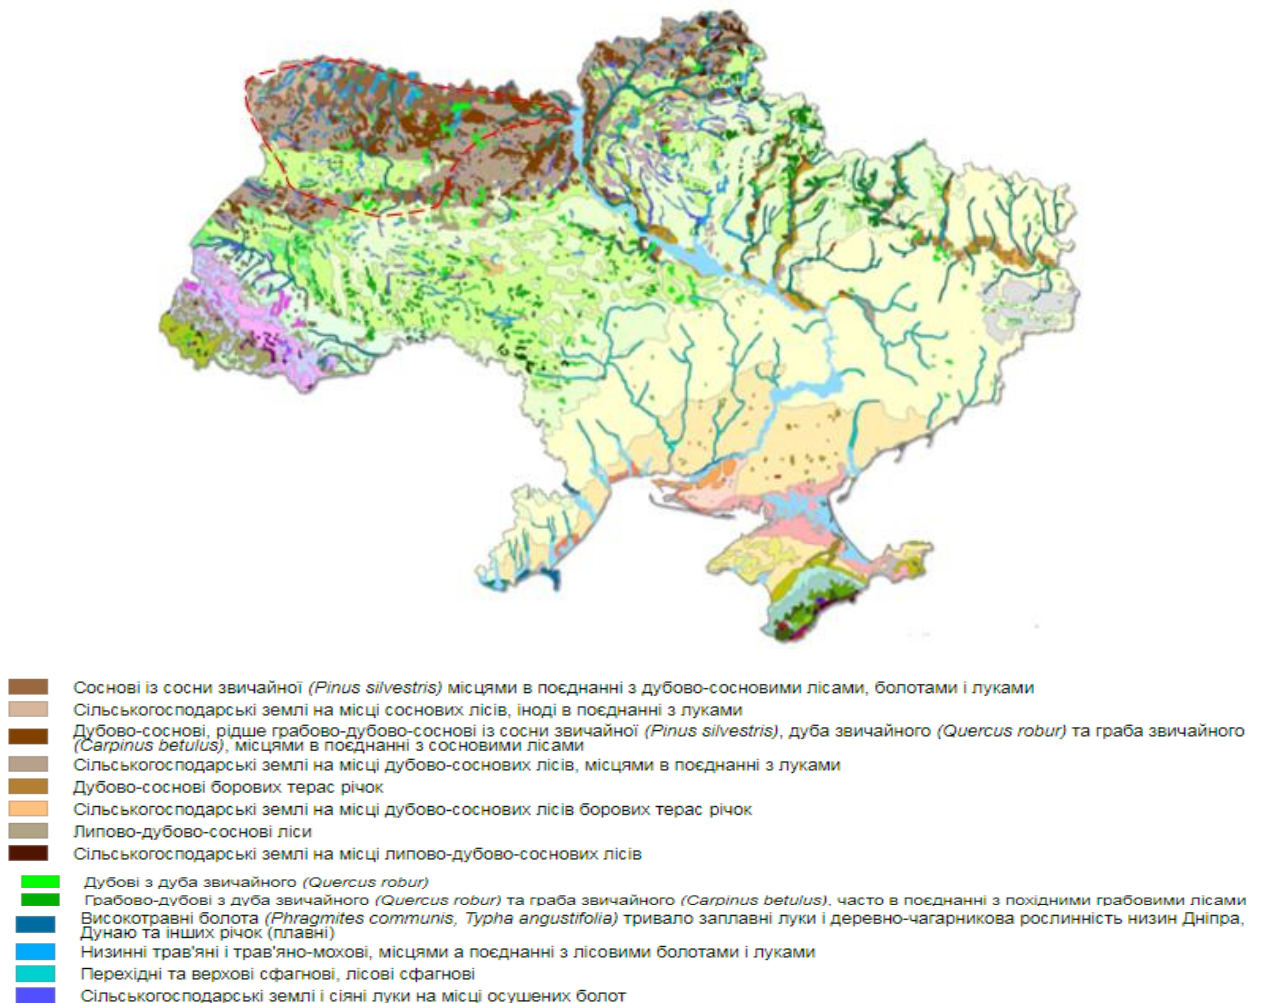 Соснові із сосни звичайної (Pinus silvestris) місцями в поєднанні з дубово-сосновими лісами, болотами і луками
Сільськогосподарські землі на місці соснових лісів, іноді в поєднанні з луками
Дубово-соснові, рідше грабово-дубово-соснові із сосни звичайної (Pinus silvestris), дуба звичайного (Quercus robur) та граба звичайного
(Carpinus betulus), місцями в поєднанні з сосновими лісами
Сільськогосподарські землі на місці дубово-соснових лісів, місцями в поєднанні з луками
Дубово-соснові борових терас річок
Сільськогосподарські землі на місці дубово-соснових лісів борових терас річок
Липово-дубово-соснові ліси
Сільськогосподарські землі на місці липово-дубово-соснових лісів
Дубові з дуба звичайного (Quercus robur)
Грабово-дубові з дуба звичайного (Quercus robur) та граба звичайного (Carpinus betulus), часто в поєднанні з похідними грабовими лісами
Високотравні болота (Phragmites communis, Typha angustifolia) тривало заплавні луки і деревно-чагарникова рослинність низин Дніпра,
Дунаю та інших річок (плавні)
Низинні трав'яні і трав'яно-мохові, місцями а поєднанні з лісовими болотами і луками
Перехідні та верхові сфагнові, лісові сфагнові
Сільськогосподарські землі і сіяні луки на місці осушених болот